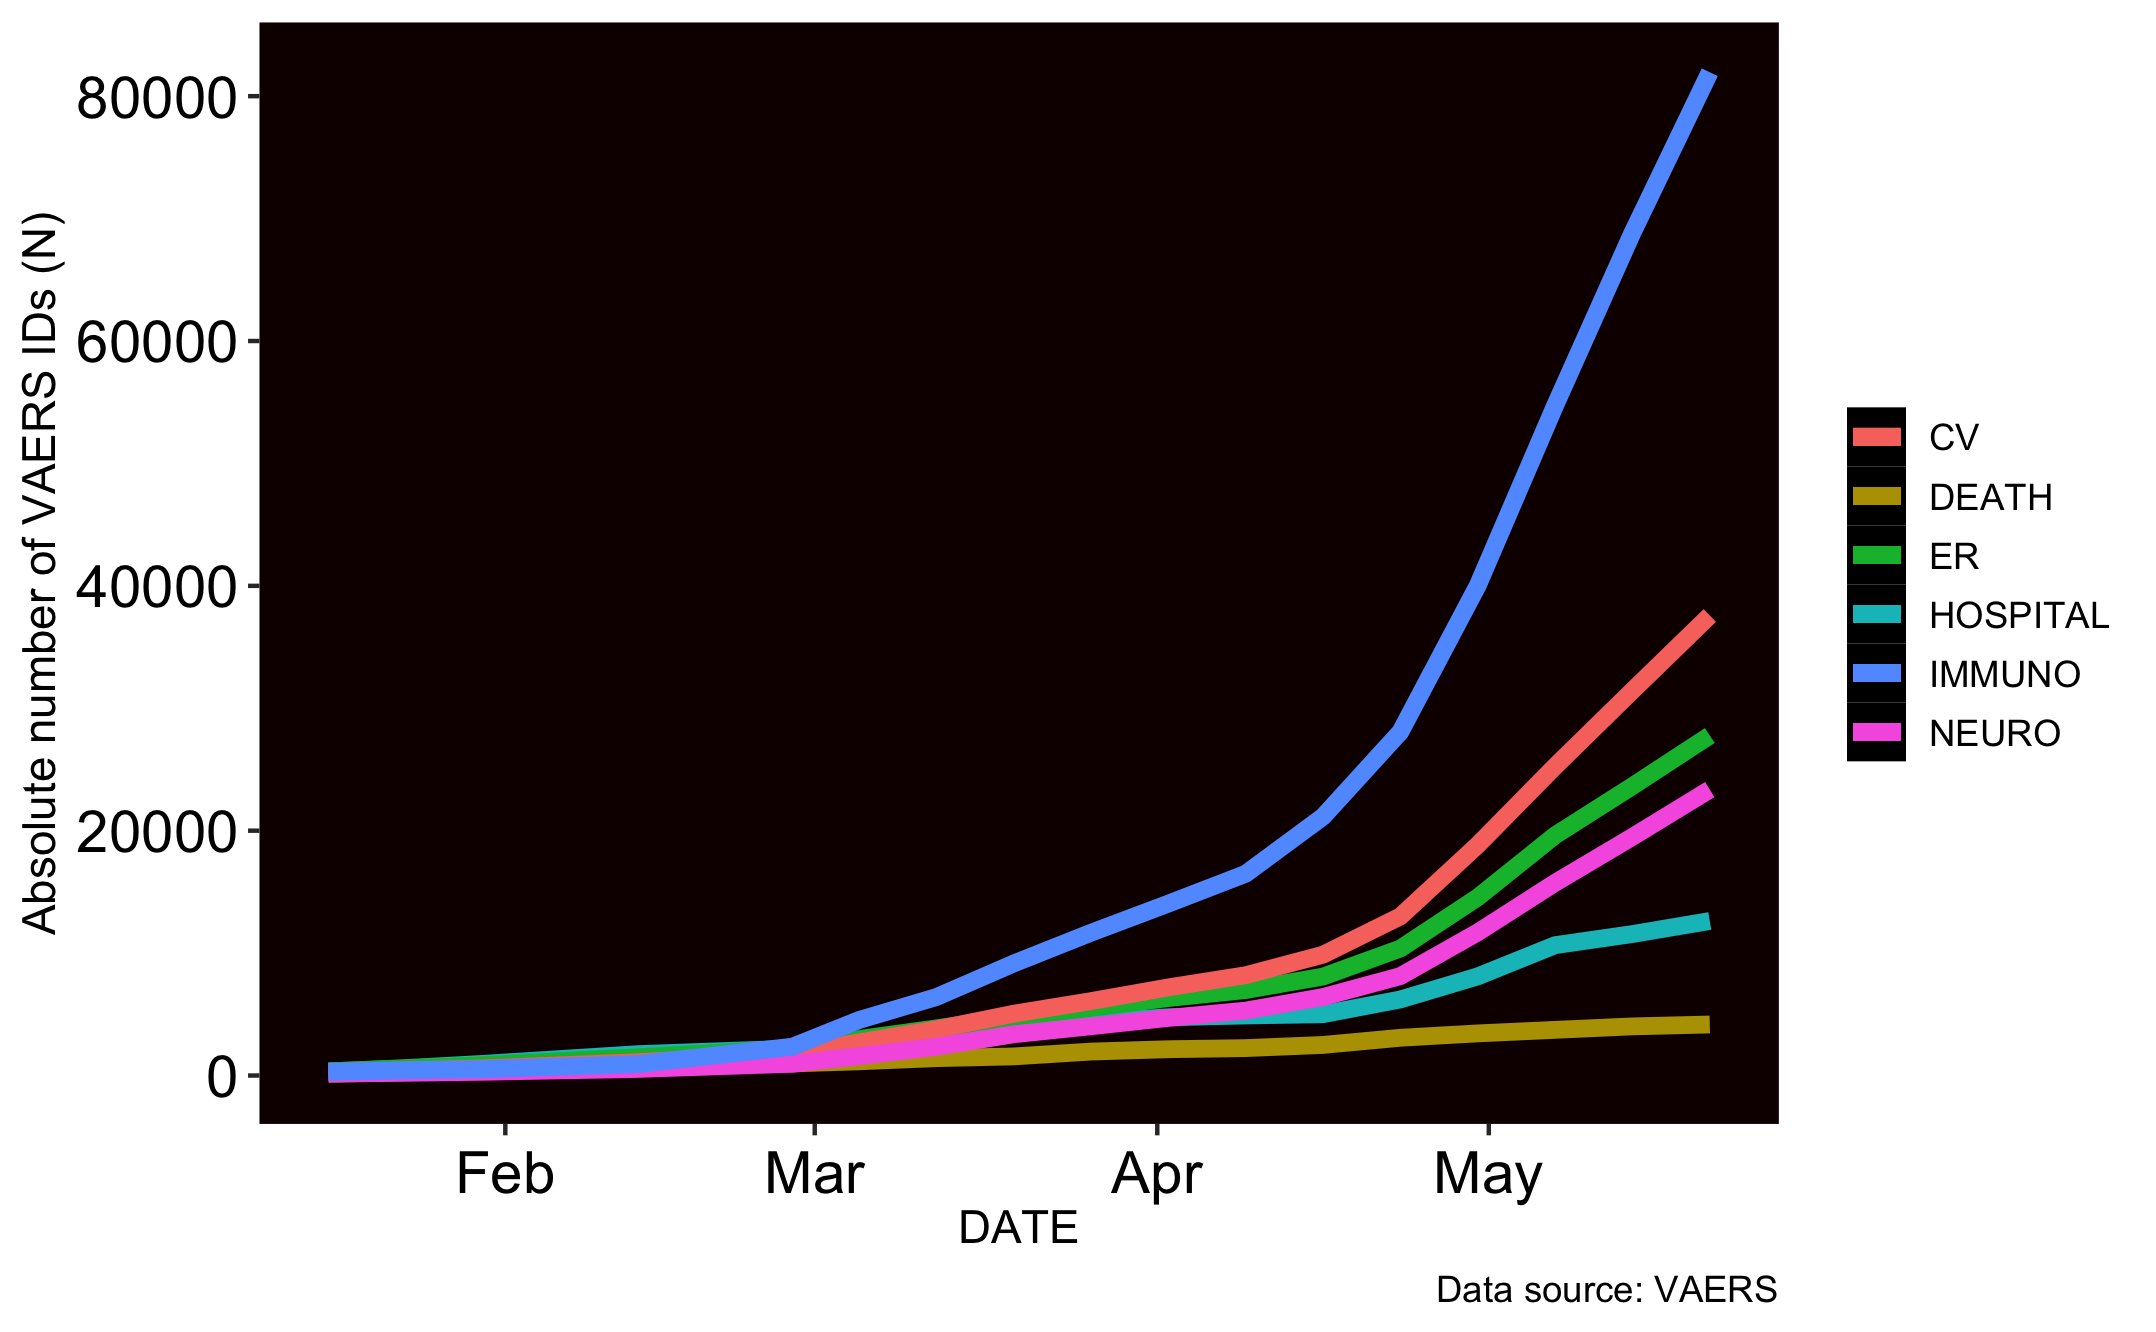 Absolute number of VAERS IDs (N)
80000
60000
40000
20000
0
Feb Mar Apr May
DATE
CV
DEATH
ER
HOSPITAL
IMMUNO
NEURO
Data source: VAERS